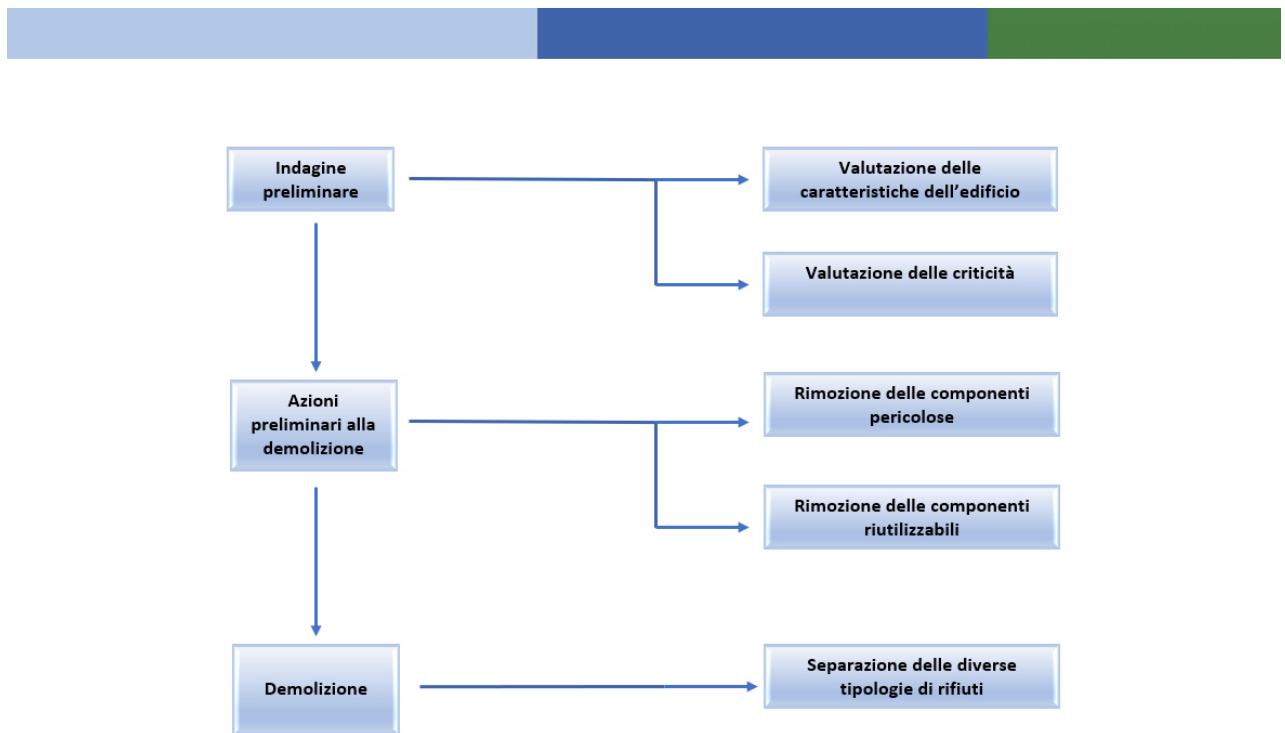 Indagine
preliminare
Valutazione delle
caratteristiche dell’edificio
Valutazione delle criticità
Azioni
preliminari alla
demolizione
Rimozione delle componenti
pericolose
Rimozione delle componenti
riutilizzabili
Demolizione
Separazione delle diverse
tipologie di rifiuti